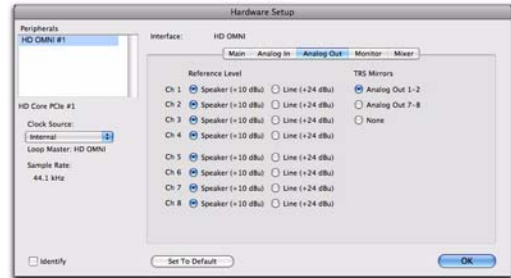 Hardware Setup
Peripherals
HD OMNI #1
Interface: HD OMNI
Main Analog In Analog Out Monitor Mixer
Reference Level TRS Mirrors
Ch 1 Speaker (+10 dBu) Line (+24 dBu) Analog Out 1-2
Ch 2 Speaker (+10 dBu) Line (+24 dBu) Analog Out 7-8
Ch 3 Speaker (+10 dBu) Line (+24 dBu) None
Ch 4 Speaker (+10 dBu) Line (+24 dBu)
Ch 5 Speaker (+10 dBu) Line (+24 dBu)
Ch 6 Speaker (+10 dBu) Line (+24 dBu)
Ch 7 Speaker (+10 dBu) Line (+24 dBu)
Ch 8 Speaker (+10 dBu) Line (+24 dBu)
HD Core PCIe #1
Clock Source:
Internal
Loop Master: HD OMNI
Sample Rate:
44.1 kHz
Identify
Set To Default
OK